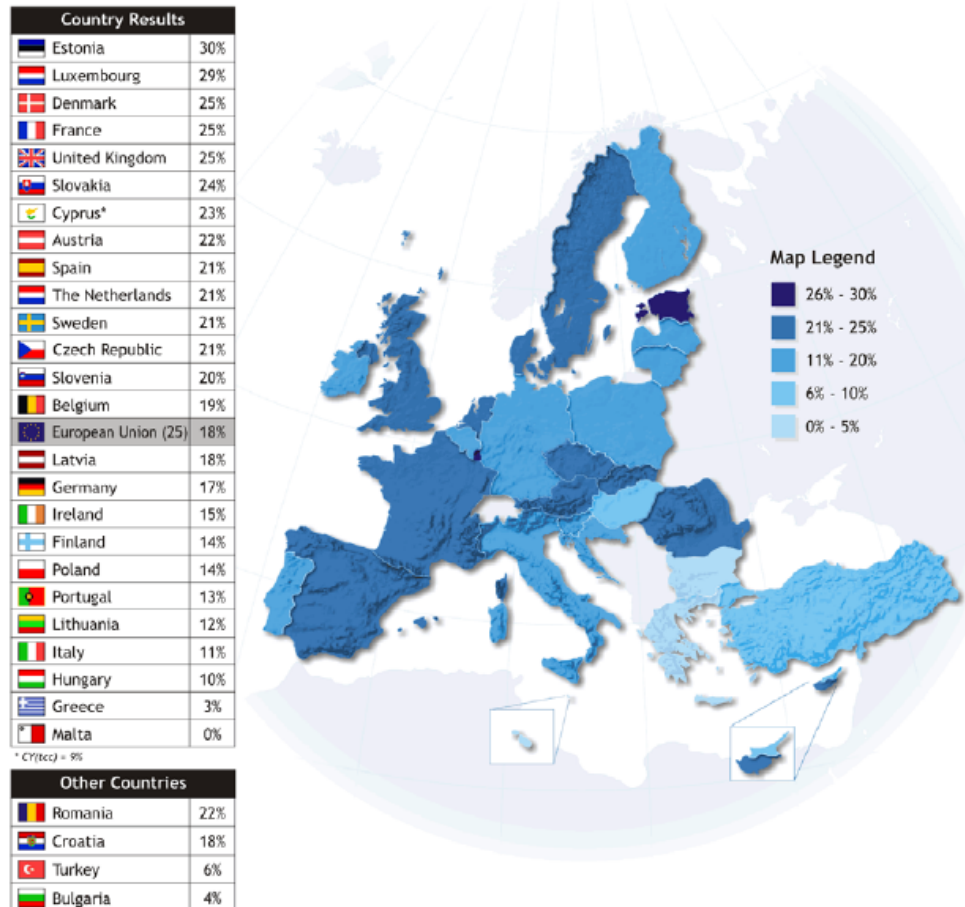 Country Results
Estonia 30%
Luxembourg 29%
Denmark 25%
France 25%
United Kingdom 25%
Slovakia 24%
Cyprus* 23%
Austria 22%
Spain 21%
The Netherlands 21%
Sweden 21%
Czech Republic 21%
Slovenia 20%
Belgium 19%
European Union (25) 18%
Latvia 18%
Germany 17%
Ireland 15%
Finland 14%
Poland 14%
Portugal 13%
Lithuania 12%
Italy 11%
Hungary 10%
Greece 3%
Malta 0%
* CY(tcc) = 9%
Other Countries
Romania 22%
Croatia 18%
Turkey 6%
Bulgaria 4%
Map Legend
26% - 30%
21% - 25%
11% - 20%
6% - 10%
0% - 5%